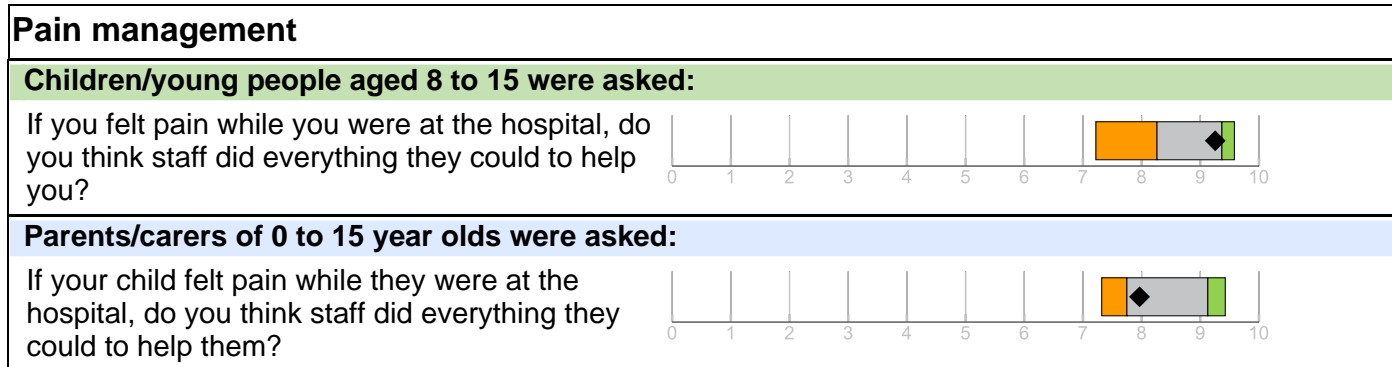 Pain management
Children/young people aged 8 to 15 were asked:
If you felt pain while you were at the hospital, do
you think staff did everything they could to help
you?
0 1 2 3 4 5 6 7 8 9 10
Parents/carers of 0 to 15 year olds were asked:
If your child felt pain while they were at the
hospital, do you think staff did everything they
could to help them?
0 1 2 3 4 5 6 7 8 9 10